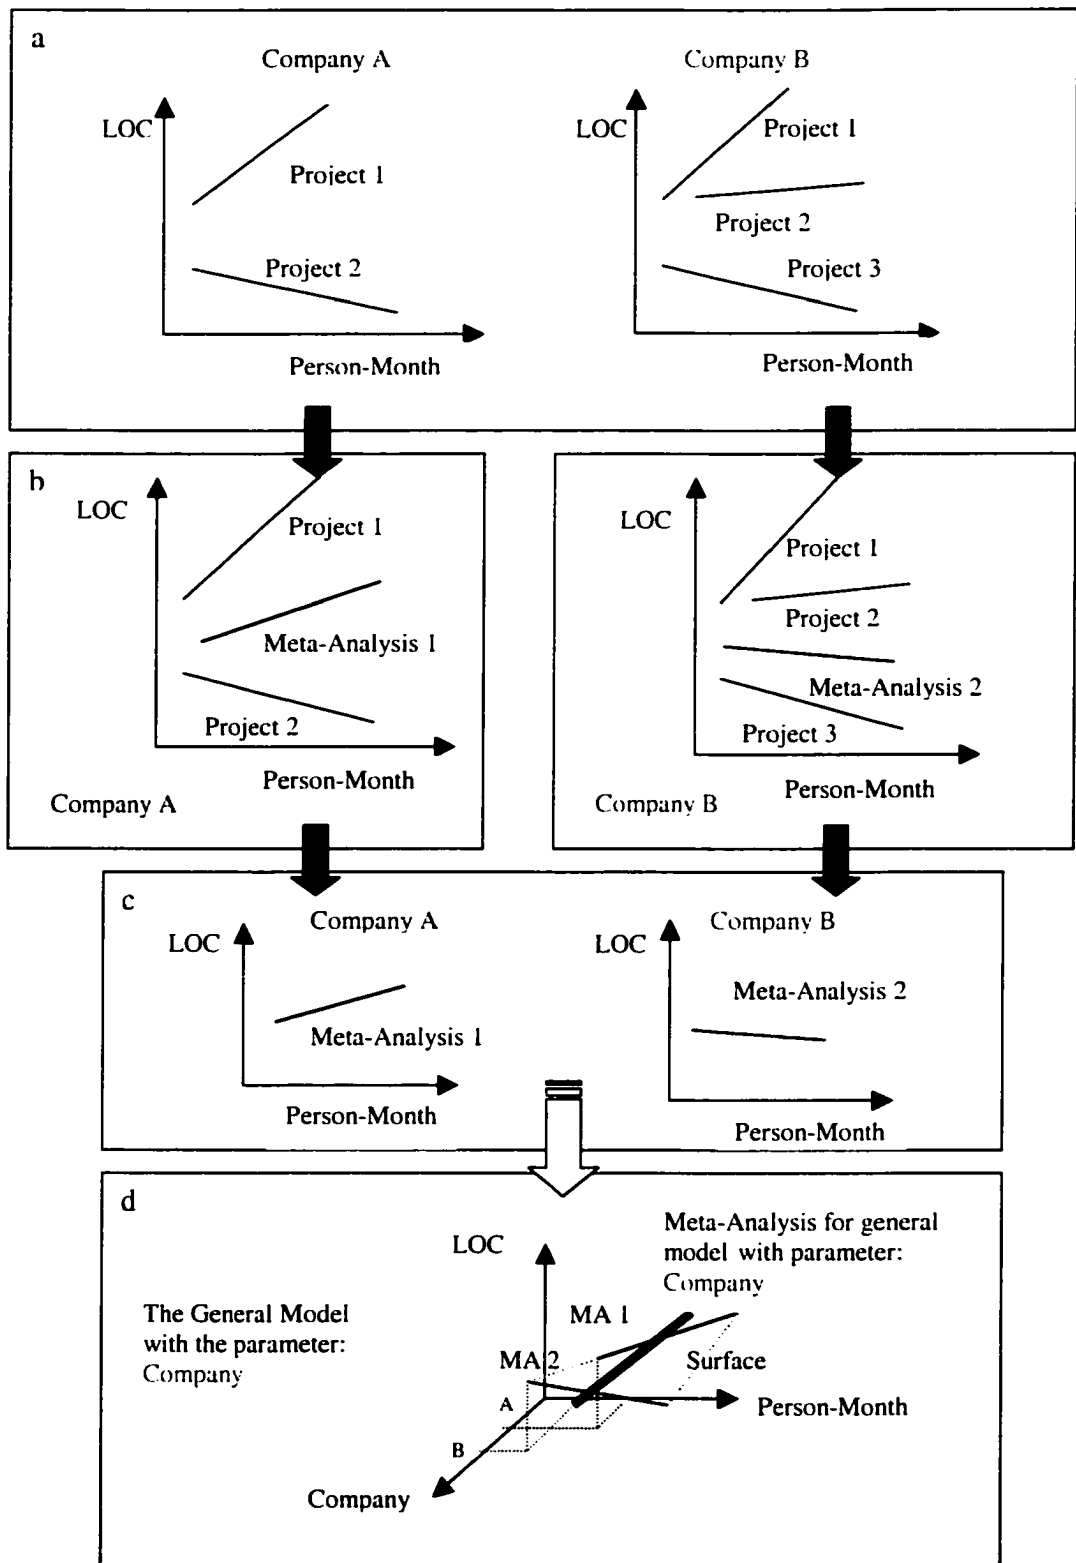 a
Company A
Company B
LOC
LOC
Project 1
Project 1
Project 2
Project 2
Project 3
Person-Month
Person-Month
b
LOC
Project 1
Meta-Analysis 1
Project 2
Person-Month
Company A
LOC
Project 1
Project 2
Meta-Analysis 2
Project 3
Person-Month
Company B
c
Company A
LOC
Meta-Analysis 1
Person-Month
Company B
LOC
Meta-Analysis 2
Person-Month
d
The General Model
with the parameter:
Company
LOC
Meta-Analysis for general
model with parameter:
Company
MA 1
MA 2
Surface
A
B
Person-Month
Company